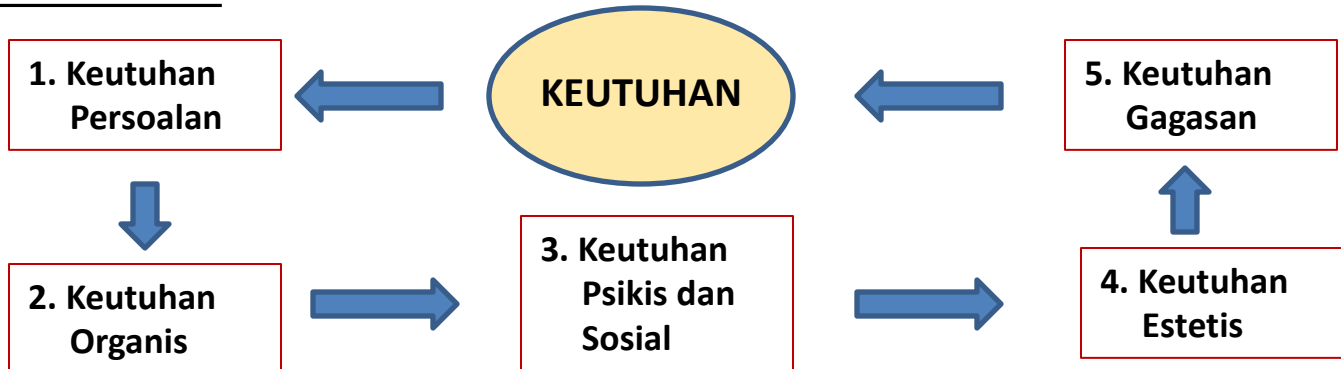 KEUTUHAN
1. Keutuhan
Persoalan
2. Keutuhan
Organis
3. Keutuhan
Psikis dan
Sosial
4. Keutuhan
Estetis
5. Keutuhan
Gagasan